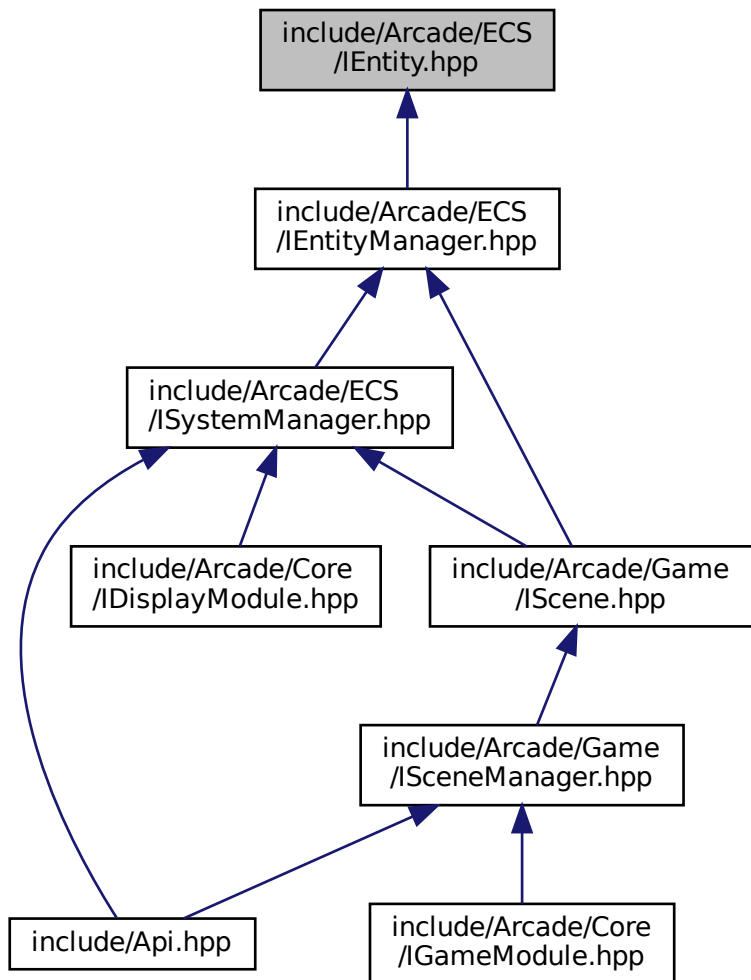 include/Arcade/ECS
/IEntity.hpp
include/Arcade/ECS
/IEntityManager.hpp
include/Arcade/ECS
/ISystemManager.hpp
include/Arcade/Core
/IDisplayModule.hpp
include/Arcade/Game
/IScene.hpp
include/Arcade/Game
/ISceneManager.hpp
include/Api.hpp
include/Arcade/Core
/IGameModule.hpp